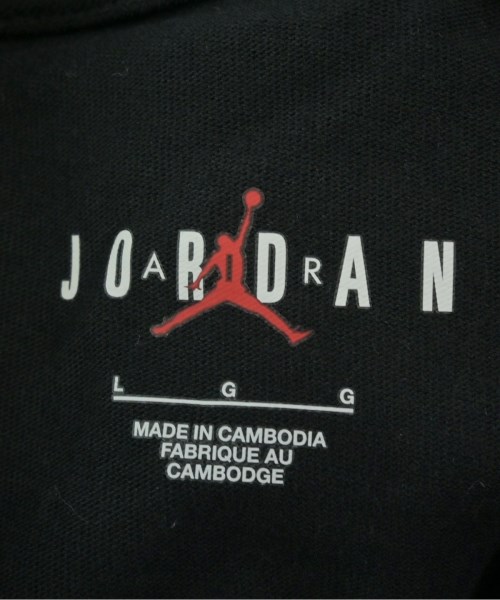 JORDAN
AIR
L G G
MADE IN CAMBODIA
FABRIQUE AU
CAMBODGE